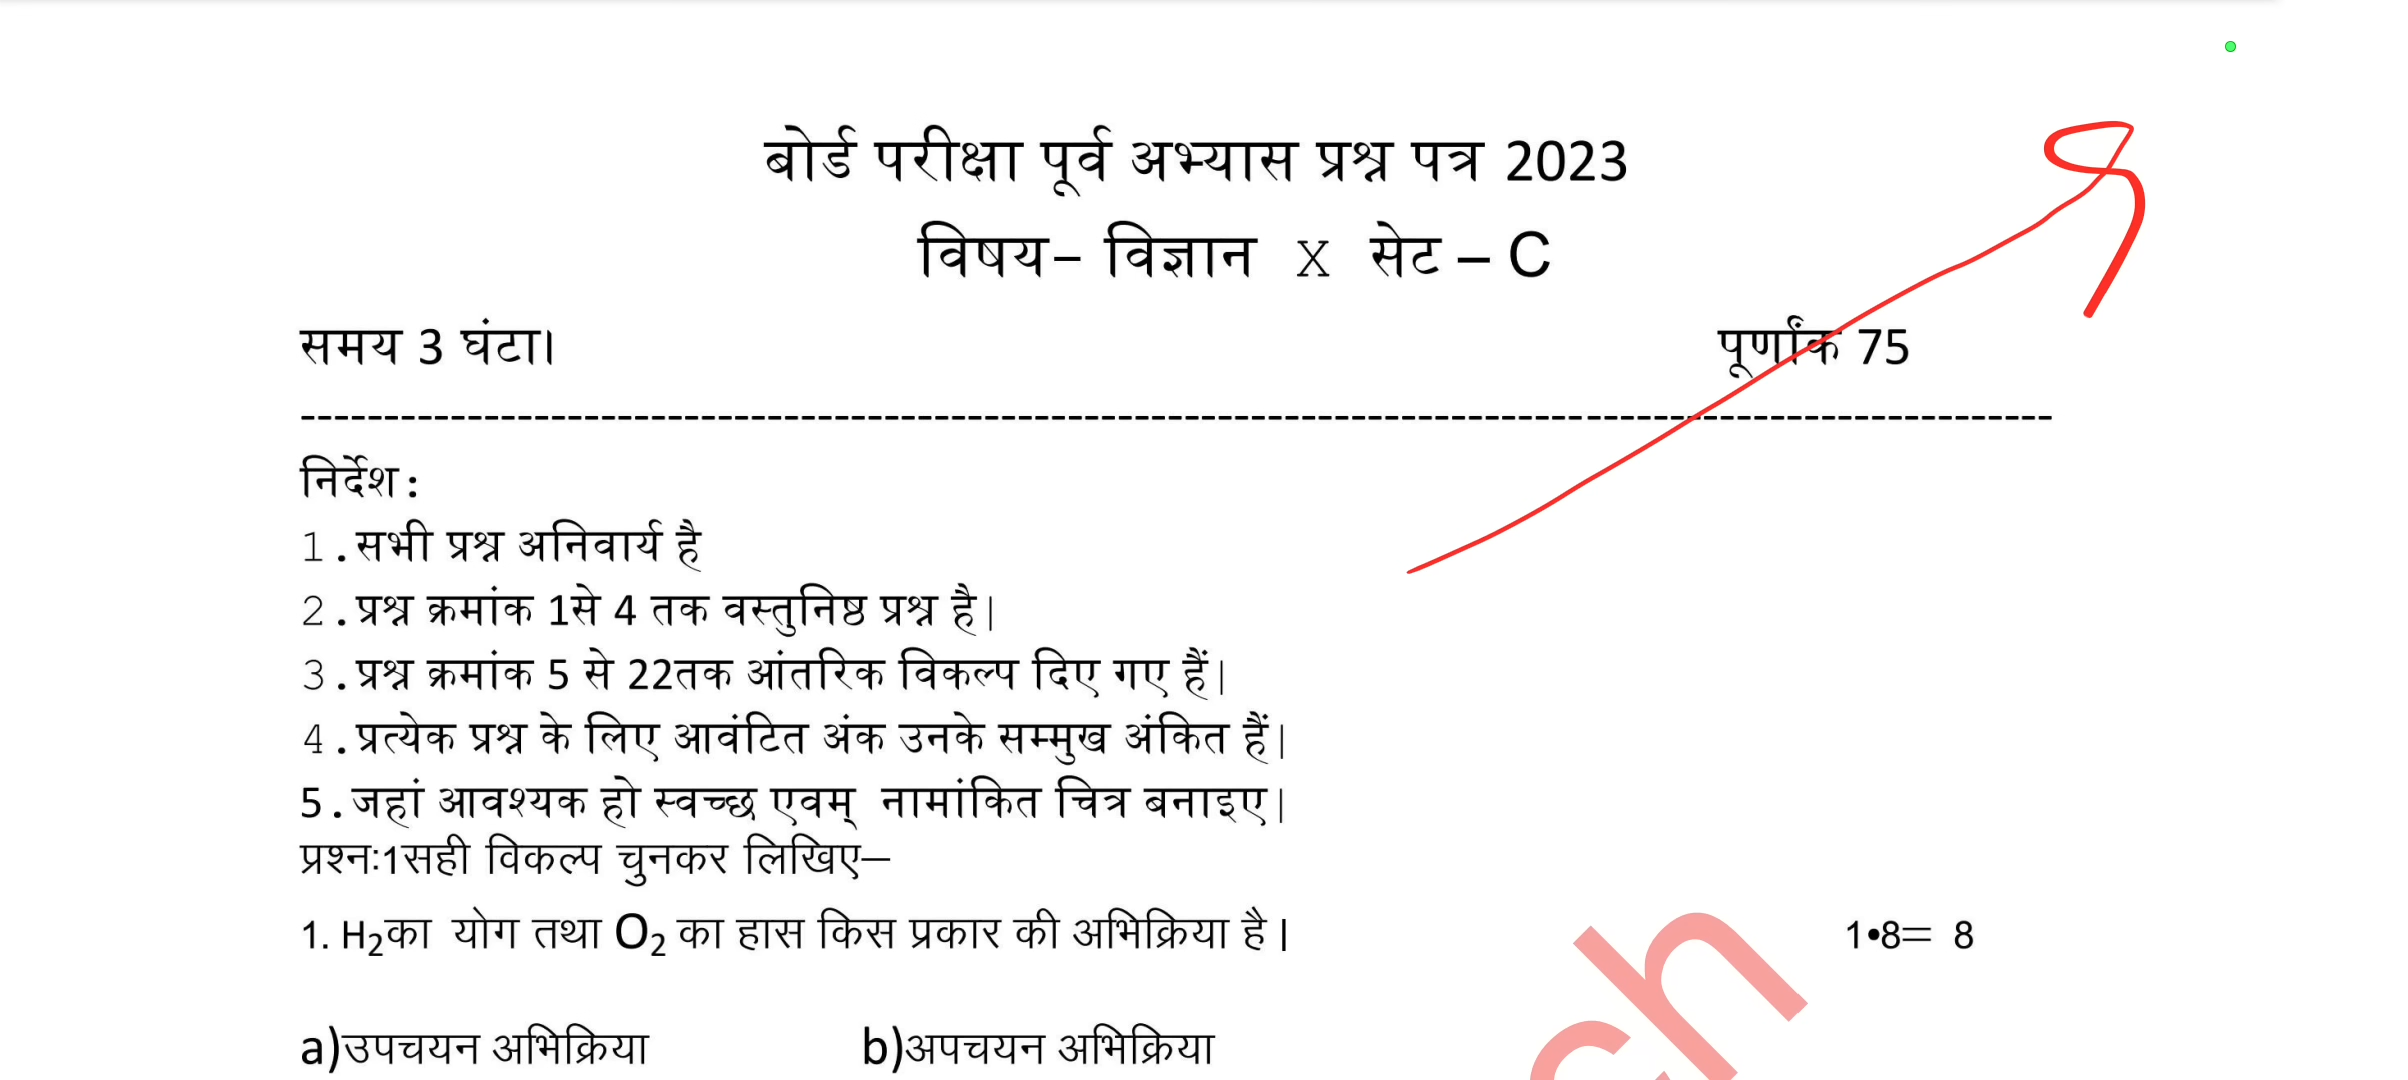 बोर्ड परीक्षा पूर्व अभ्यास प्रश्न पत्र 2023
विषय– विज्ञान X सेट – C
समय 3 घंटा। पूर्णांक 75
-----------------------------------------------------------------------------------------------------------
निर्देश:
1.सभी प्रश्न अनिवार्य है
2.प्रश्न क्रमांक 1से 4 तक वस्तुनिष्ठ प्रश्न है|
3.प्रश्न क्रमांक 5 से 22तक आंतरिक विकल्प दिए गए हैं|
4.प्रत्येक प्रश्न के लिए आवंटित अंक उनके सम्मुख अंकित हैं|
5.जहां आवश्यक हो स्वच्छ एवम् नामांकित चित्र बनाइए|
प्रश्नः1सही विकल्प चुनकर लिखिए–
1. H₂का योग तथा O₂ का हास किस प्रकार की अभिक्रिया है | 1•8= 8
a)उपचयन अभिक्रिया b)अपचयन अभिक्रिया